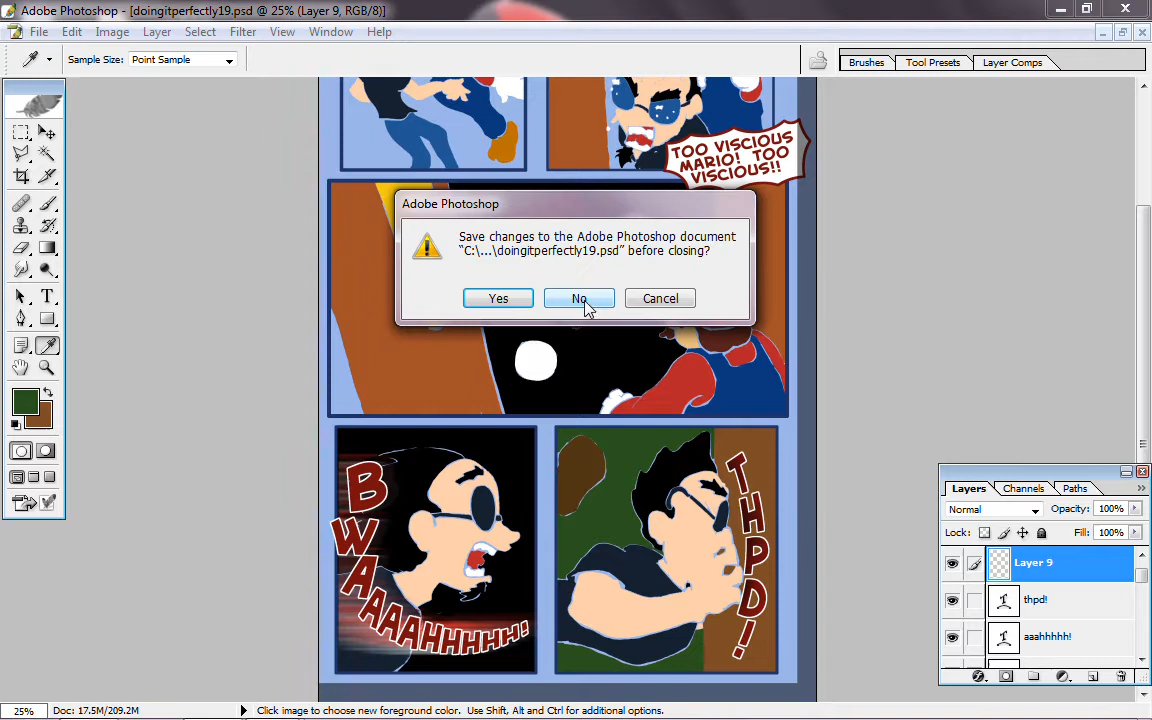 Adobe Photoshop - [doingitperfectly19.psd @ 25% (Layer 9, RGB/8)]
File Edit Image Layer Select Filter View Window Help
Sample Size: Point Sample
Brushes Tool Presets Layer Comps
TOO VISCIOUS
MARIO! TOO
VISCIOUS!!
Adobe Photoshop
Save changes to the Adobe Photoshop document
“C:\...\doingitperfectly19.psd” before closing?
Yes No Cancel
BWAAAAAHHHHH!
THPD!
Layers Channels Paths
Normal Opacity: 100%
Lock: Fill: 100%
Layer 9
thpd!
aaahhhhh!
25% Doc: 17.5M/209.2M Click image to choose new foreground color. Use Shift, Alt and Ctrl for additional options.